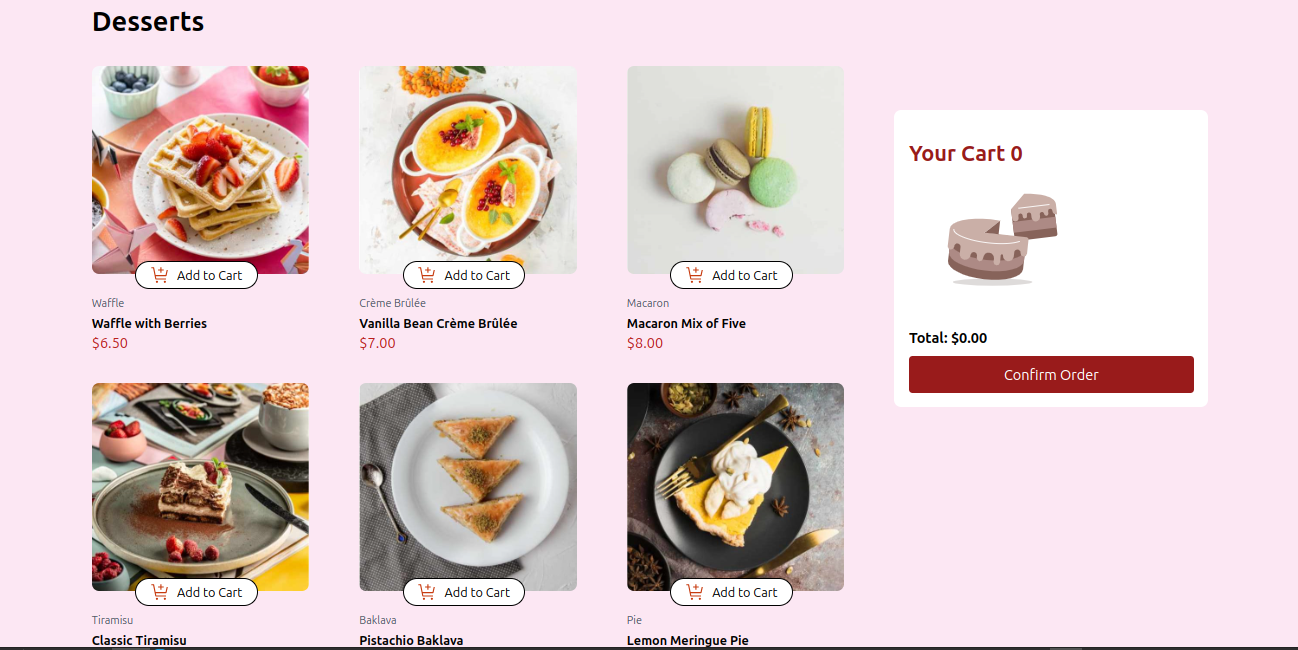 Desserts
Add to Cart
Waffle
Waffle with Berries
$6.50
Add to Cart
Crème Brûlée
Vanilla Bean Crème Brûlée
$7.00
Add to Cart
Macaron
Macaron Mix of Five
$8.00
Add to Cart
Tiramisu
Classic Tiramisu
Add to Cart
Baklava
Pistachio Baklava
Add to Cart
Pie
Lemon Meringue Pie
Your Cart 0
Total: $0.00
Confirm Order